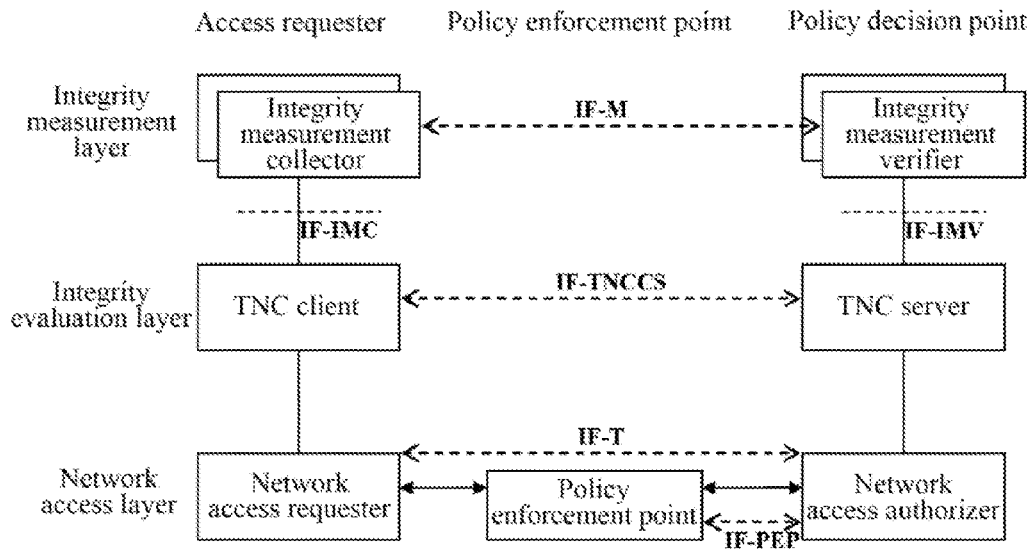 Access requester
Policy enforcement point
Policy decision point
Integrity
measurement
layer
Integrity
measurement
collector
IF-M
Integrity
measurement
verifier
IF-IMC
IF-IMV
Integrity
evaluation layer
TNC client
IF-TNCCS
TNC server
IF-T
Network
access layer
Network
access requester
Policy
enforcement point
Network
access authorizer
IF-PEP